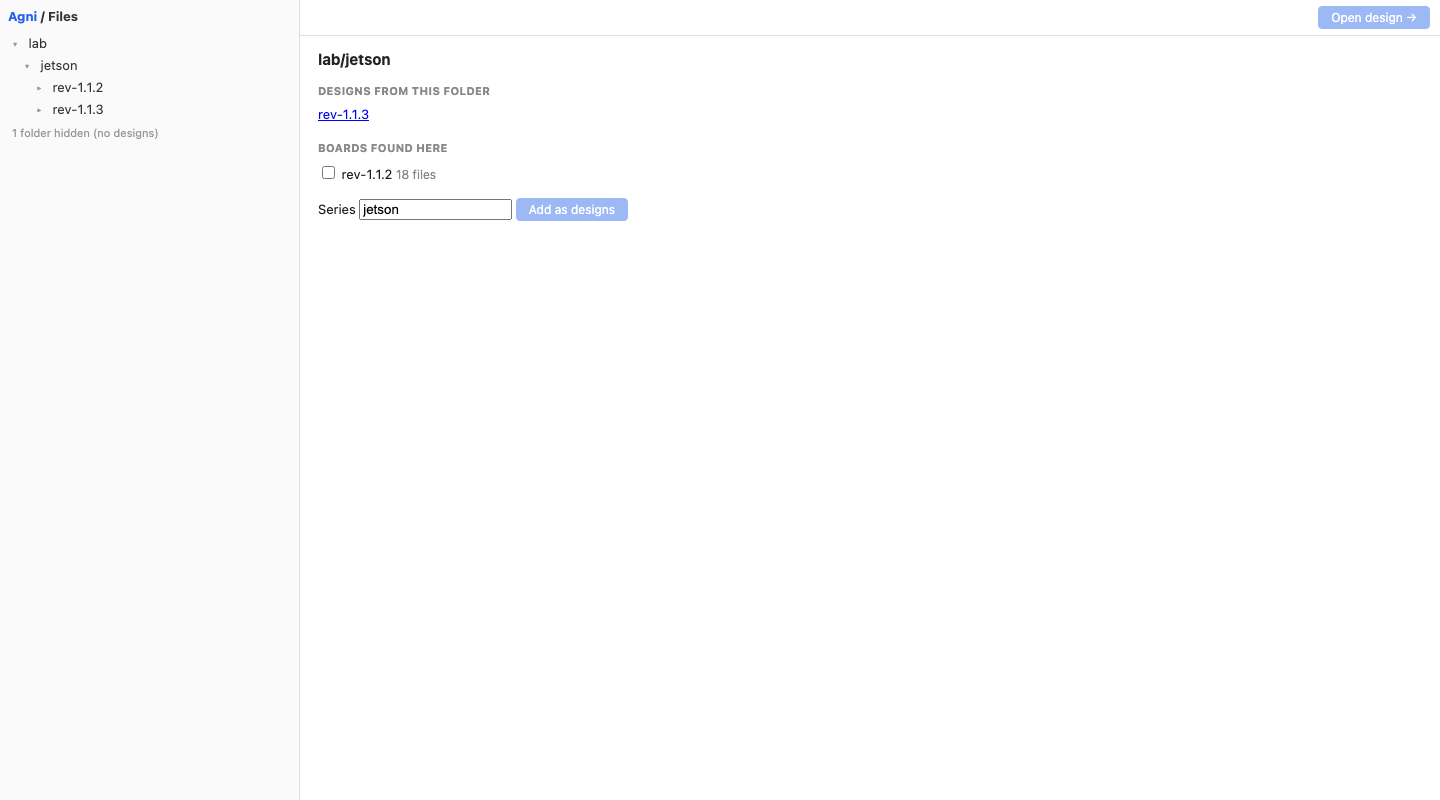 Agni / Files
Open design →
lab
jetson
rev-1.1.2
rev-1.1.3
1 folder hidden (no designs)
lab/jetson
DESIGNS FROM THIS FOLDER
rev-1.1.3
BOARDS FOUND HERE
rev-1.1.2 18 files
Series jetson Add as designs